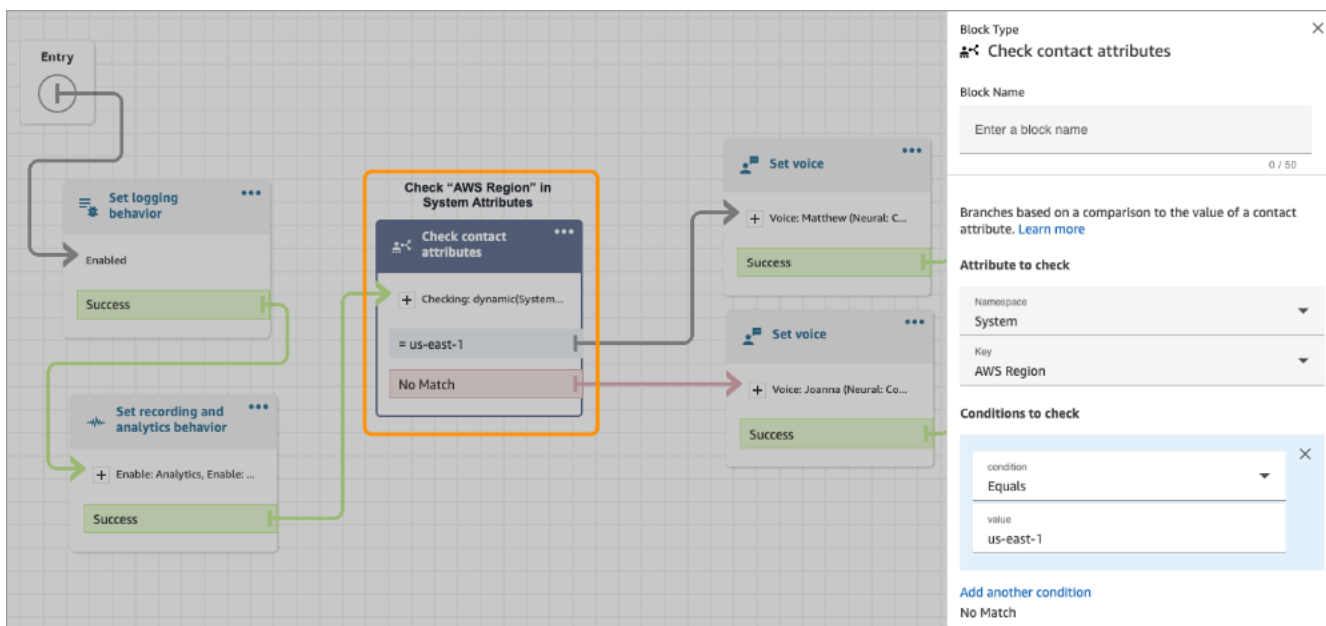 Entry
Set logging
behavior
Enabled
Success
Set recording and
analytics behavior
Enable: Analytics, Enable: ...
Success
Check “AWS Region” in
System Attributes
Check contact
attributes
Checking: dynamic(System...
= us-east-1
No Match
Set voice
Voice: Matthew (Neural: C...
Success
Set voice
Voice: Joanna (Neural: Co...
Success
Block Type
Check contact attributes
Block Name
Enter a block name
0 / 50
Branches based on a comparison to the value of a contact
attribute. Learn more
Attribute to check
Namespace
System
Key
AWS Region
Conditions to check
condition
Equals
value
us-east-1
Add another condition
No Match